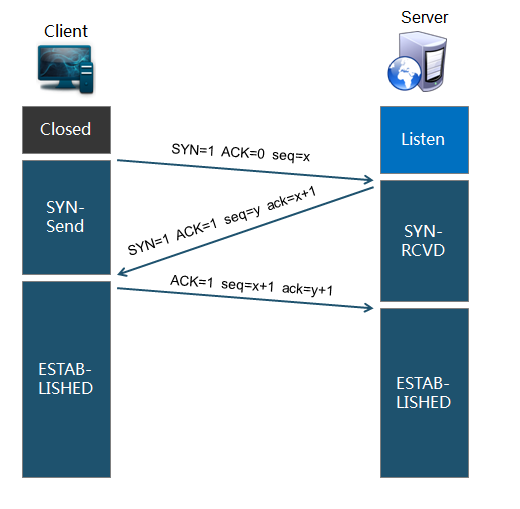 Client
Server
Closed
Listen
SYN=1 ACK=0 seq=x
SYN-
Send
SYN=1 ACK=1 seq=y ack=x+1
SYN-
RCVD
ACK=1 seq=x+1 ack=y+1
ESTAB-
LISHED
ESTAB-
LISHED